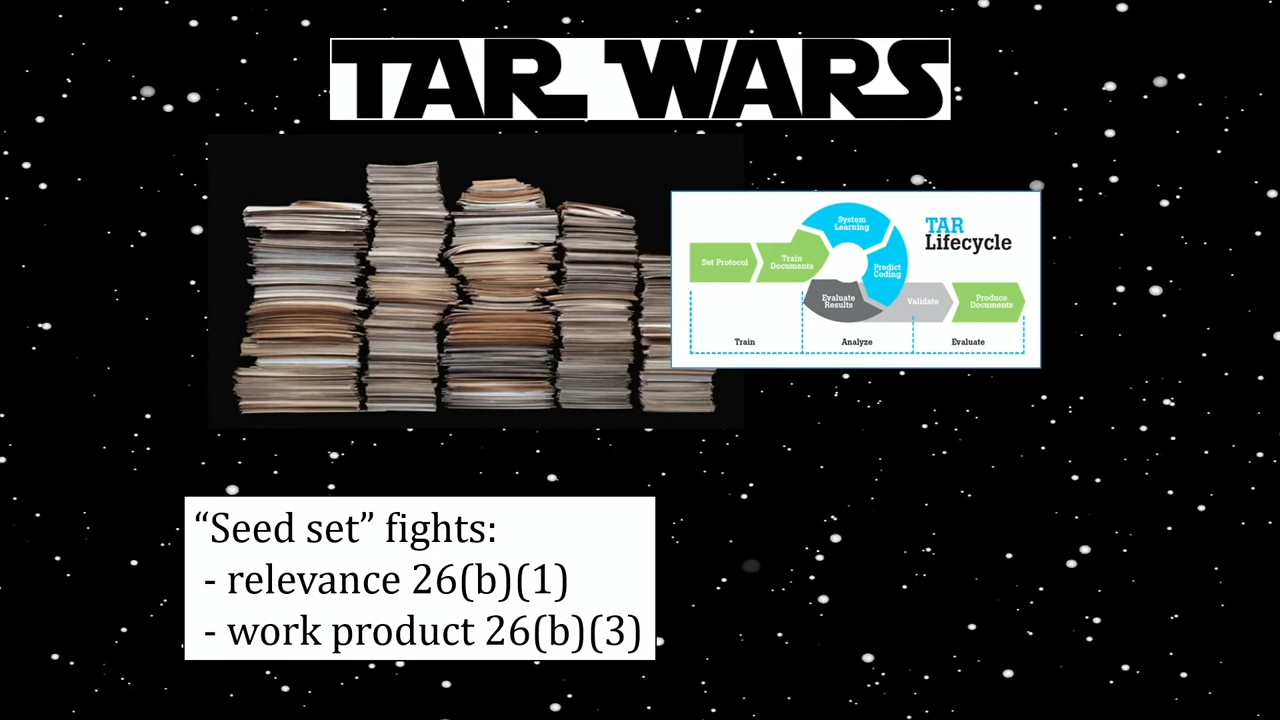 TAR WARS
TAR
Lifecycle
System
Learning
Set Protocol
Train
Documents
Predict
Coding
Evaluate
Results
Validate
Produce
Documents
Train
Analyze
Evaluate
“Seed set” fights:
- relevance 26(b)(1)
- work product 26(b)(3)